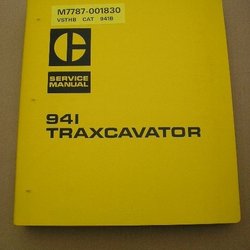 M7787-001830
VSTHB CAT 941B
C
SERVICE
MANUAL
941
TRAXCAVATOR